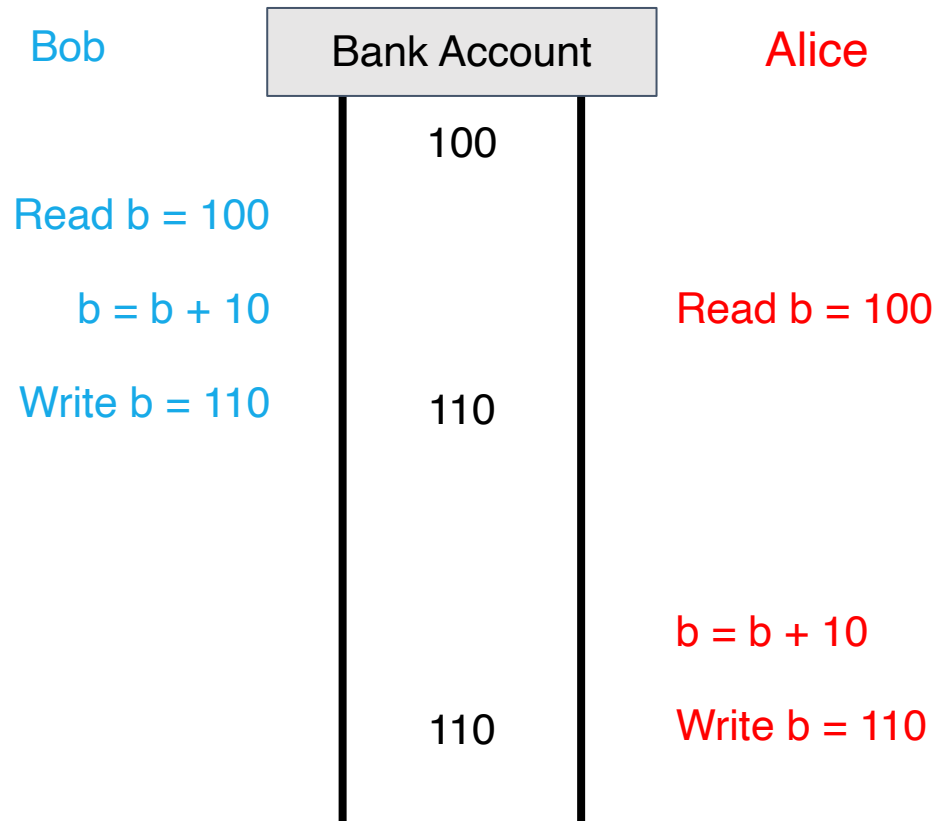 Bob
Bank Account
Alice
100
Read b = 100
b = b + 10
Read b = 100
Write b = 110
110
b = b + 10
110
Write b = 110